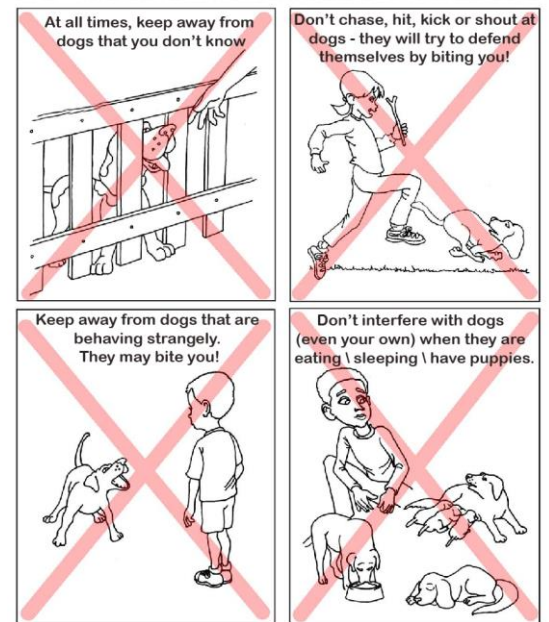 At all times, keep away from
dogs that you don't know
Don't chase, hit, kick or shout at
dogs - they will try to defend
themselves by biting you!
Keep away from dogs that are
behaving strangely.
They may bite you!
Don't interfere with dogs
(even your own) when they are
eating \ sleeping \ have puppies.